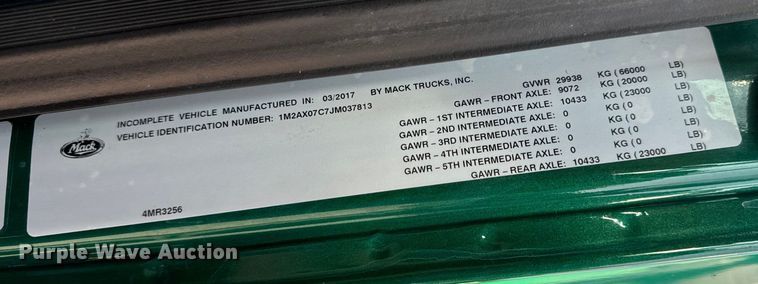 INCOMPLETE VEHICLE MANUFACTURED IN: 03/2017 BY MACK TRUCKS, INC.
VEHICLE IDENTIFICATION NUMBER: 1M2AX07C7JM037813
Mack
4MR3256
GVWR 29938 KG (66000 LB)
GAWR - FRONT AXLE: 9072 KG (20000 LB)
GAWR - 1ST INTERMEDIATE AXLE: 10433 KG (23000 LB)
GAWR - 2ND INTERMEDIATE AXLE: 0 KG (0 LB)
GAWR - 3RD INTERMEDIATE AXLE: 0 KG (0 LB)
GAWR - 4TH INTERMEDIATE AXLE: 0 KG (0 LB)
GAWR - 5TH INTERMEDIATE AXLE: 0 KG (0 LB)
GAWR - REAR AXLE: 10433 KG (23000 LB)
Purple Wave Auction